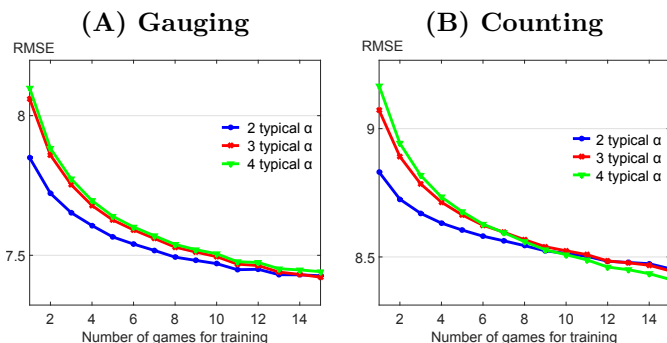 (A) Gauging
(B) Counting
RMSE
8
7.5
2 typical α
3 typical α
4 typical α
2 4 6 8 10 12 14
Number of games for training
RMSE
9
8.5
2 typical α
3 typical α
4 typical α
2 4 6 8 10 12 14
Number of games for training